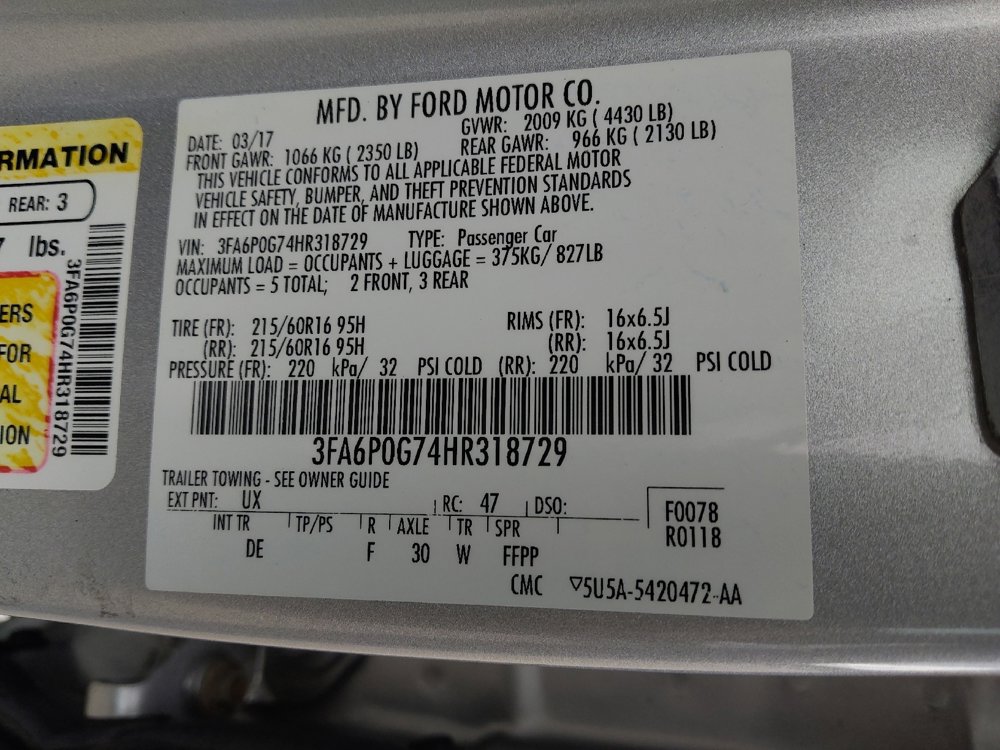 RMATION
REAR: 3
7 lbs.
ERS
FOR
AL
ION
3FA6P0G74HR318729
MFD. BY FORD MOTOR CO.
DATE: 03/17 GVWR: 2009 KG ( 4430 LB)
FRONT GAWR: 1066 KG ( 2350 LB) REAR GAWR: 966 KG ( 2130 LB)
THIS VEHICLE CONFORMS TO ALL APPLICABLE FEDERAL MOTOR
VEHICLE SAFETY, BUMPER, AND THEFT PREVENTION STANDARDS
IN EFFECT ON THE DATE OF MANUFACTURE SHOWN ABOVE.
VIN: 3FA6P0G74HR318729 TYPE: Passenger Car
MAXIMUM LOAD = OCCUPANTS + LUGGAGE = 375KG/ 827LB
OCCUPANTS = 5 TOTAL; 2 FRONT, 3 REAR
TIRE (FR): 215/60R16 95H RIMS (FR): 16x6.5J
(RR): 215/60R16 95H (RR): 16x6.5J
PRESSURE (FR): 220 kPa/ 32 PSI COLD (RR): 220 kPa/ 32 PSI COLD
3FA6P0G74HR318729
TRAILER TOWING - SEE OWNER GUIDE
EXT PNT: UX RC: 47 DSO:
INT TR TP/PS R AXLE TR SPR
DE F 30 W FFPP
F0078
R0118
CMC ▽5U5A-5420472-AA